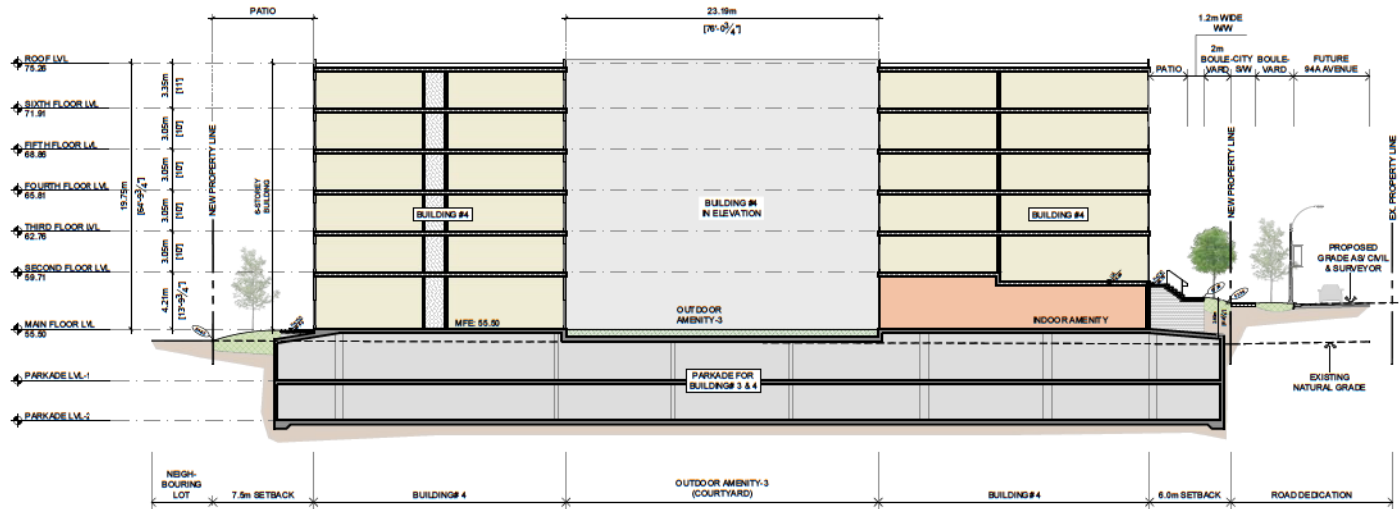 PATIO
23.19m
[76'-0¾"]
1.2m WIDE
W/W
2m
BOULE-
VARD
CITY
S/W
BOULE-
VARD
FUTURE
94A AVENUE
PATIO
ROOF LVL
75.26
SIXTH FLOOR LVL
71.91
FIFTH FLOOR LVL
68.86
FOURTH FLOOR LVL
65.81
THIRD FLOOR LVL
62.76
SECOND FLOOR LVL
59.71
MAIN FLOOR LVL
55.50
PARKADE LVL-1
PARKADE LVL-2
19.75m
[64'-9¾"]
3.35m
[11']
3.05m
[10']
3.05m
[10']
3.05m
[10']
3.05m
[10']
4.21m
[13'-9¾"]
NEW PROPERTY LINE
6-STOREY
BUILDING
BUILDING #4
BUILDING #4
IN ELEVATION
BUILDING #4
NEW PROPERTY LINE
EX. PROPERTY LINE
PROPOSED
GRADE AS/ CIVIL
& SURVEYOR
MFE: 55.50
OUTDOOR
AMENITY-3
INDOOR AMENITY
PARKADE FOR
BUILDING# 3 & 4
EXISTING
NATURAL GRADE
NEIGH-
BOURING
LOT
7.5m SETBACK
BUILDING# 4
OUTDOOR AMENITY-3
(COURTYARD)
BUILDING #4
6.0m SETBACK
ROAD DEDICATION